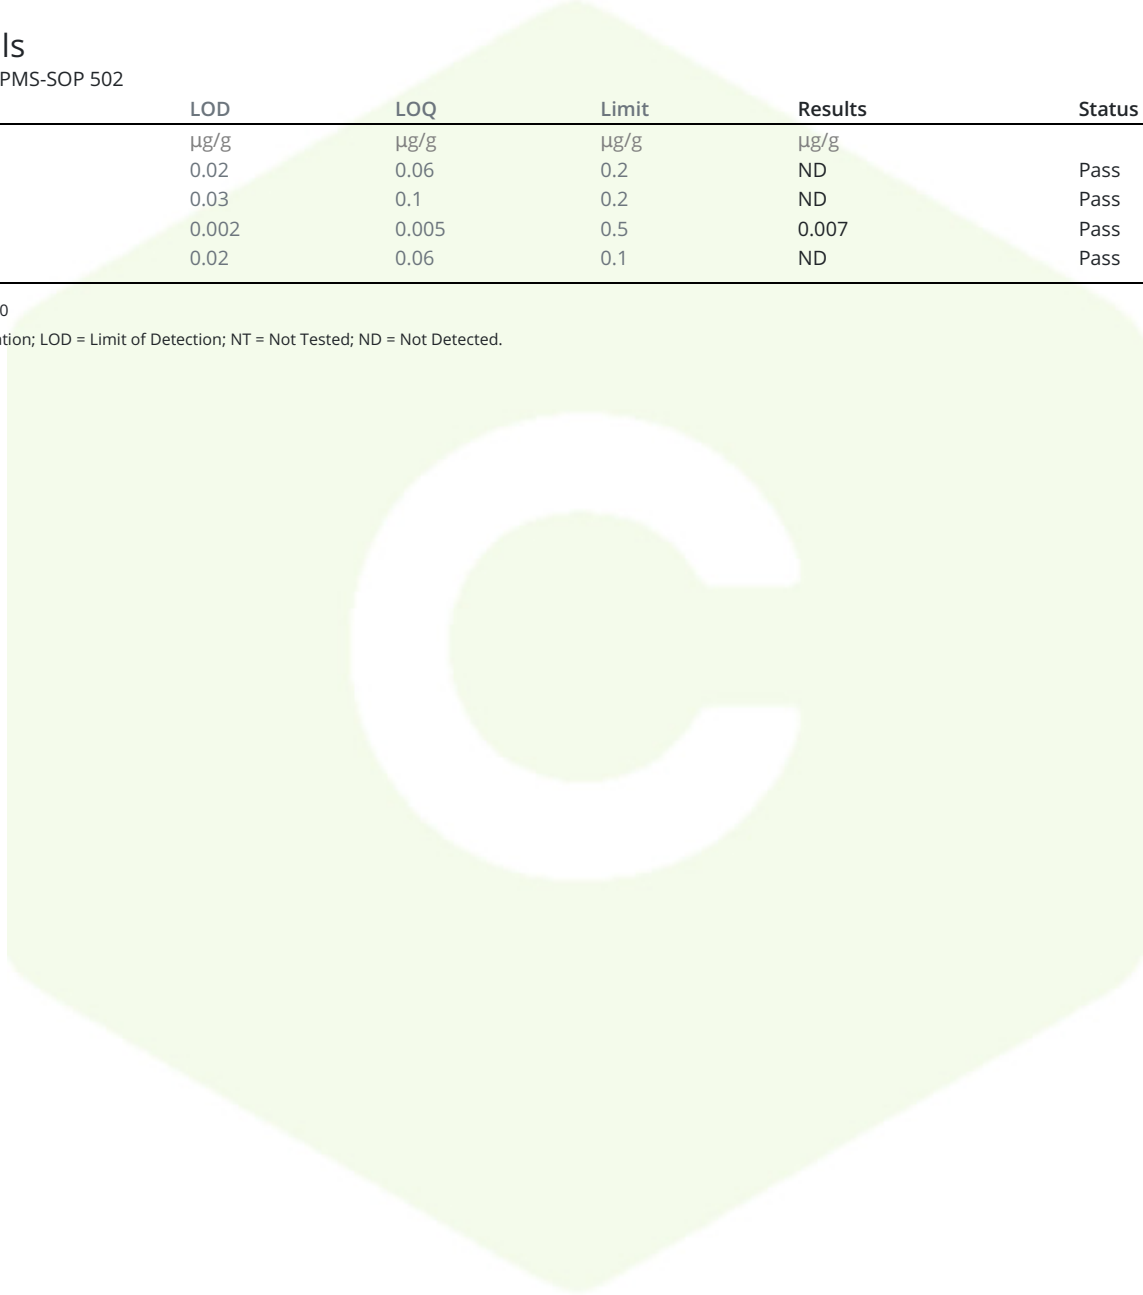 ls
PMS-SOP 502
LOD LOQ Limit Results Status
µg/g µg/g µg/g µg/g
0.02 0.06 0.2 ND Pass
0.03 0.1 0.2 ND Pass
0.002 0.005 0.5 0.007 Pass
0.02 0.06 0.1 ND Pass
0
ation; LOD = Limit of Detection; NT = Not Tested; ND = Not Detected.
C